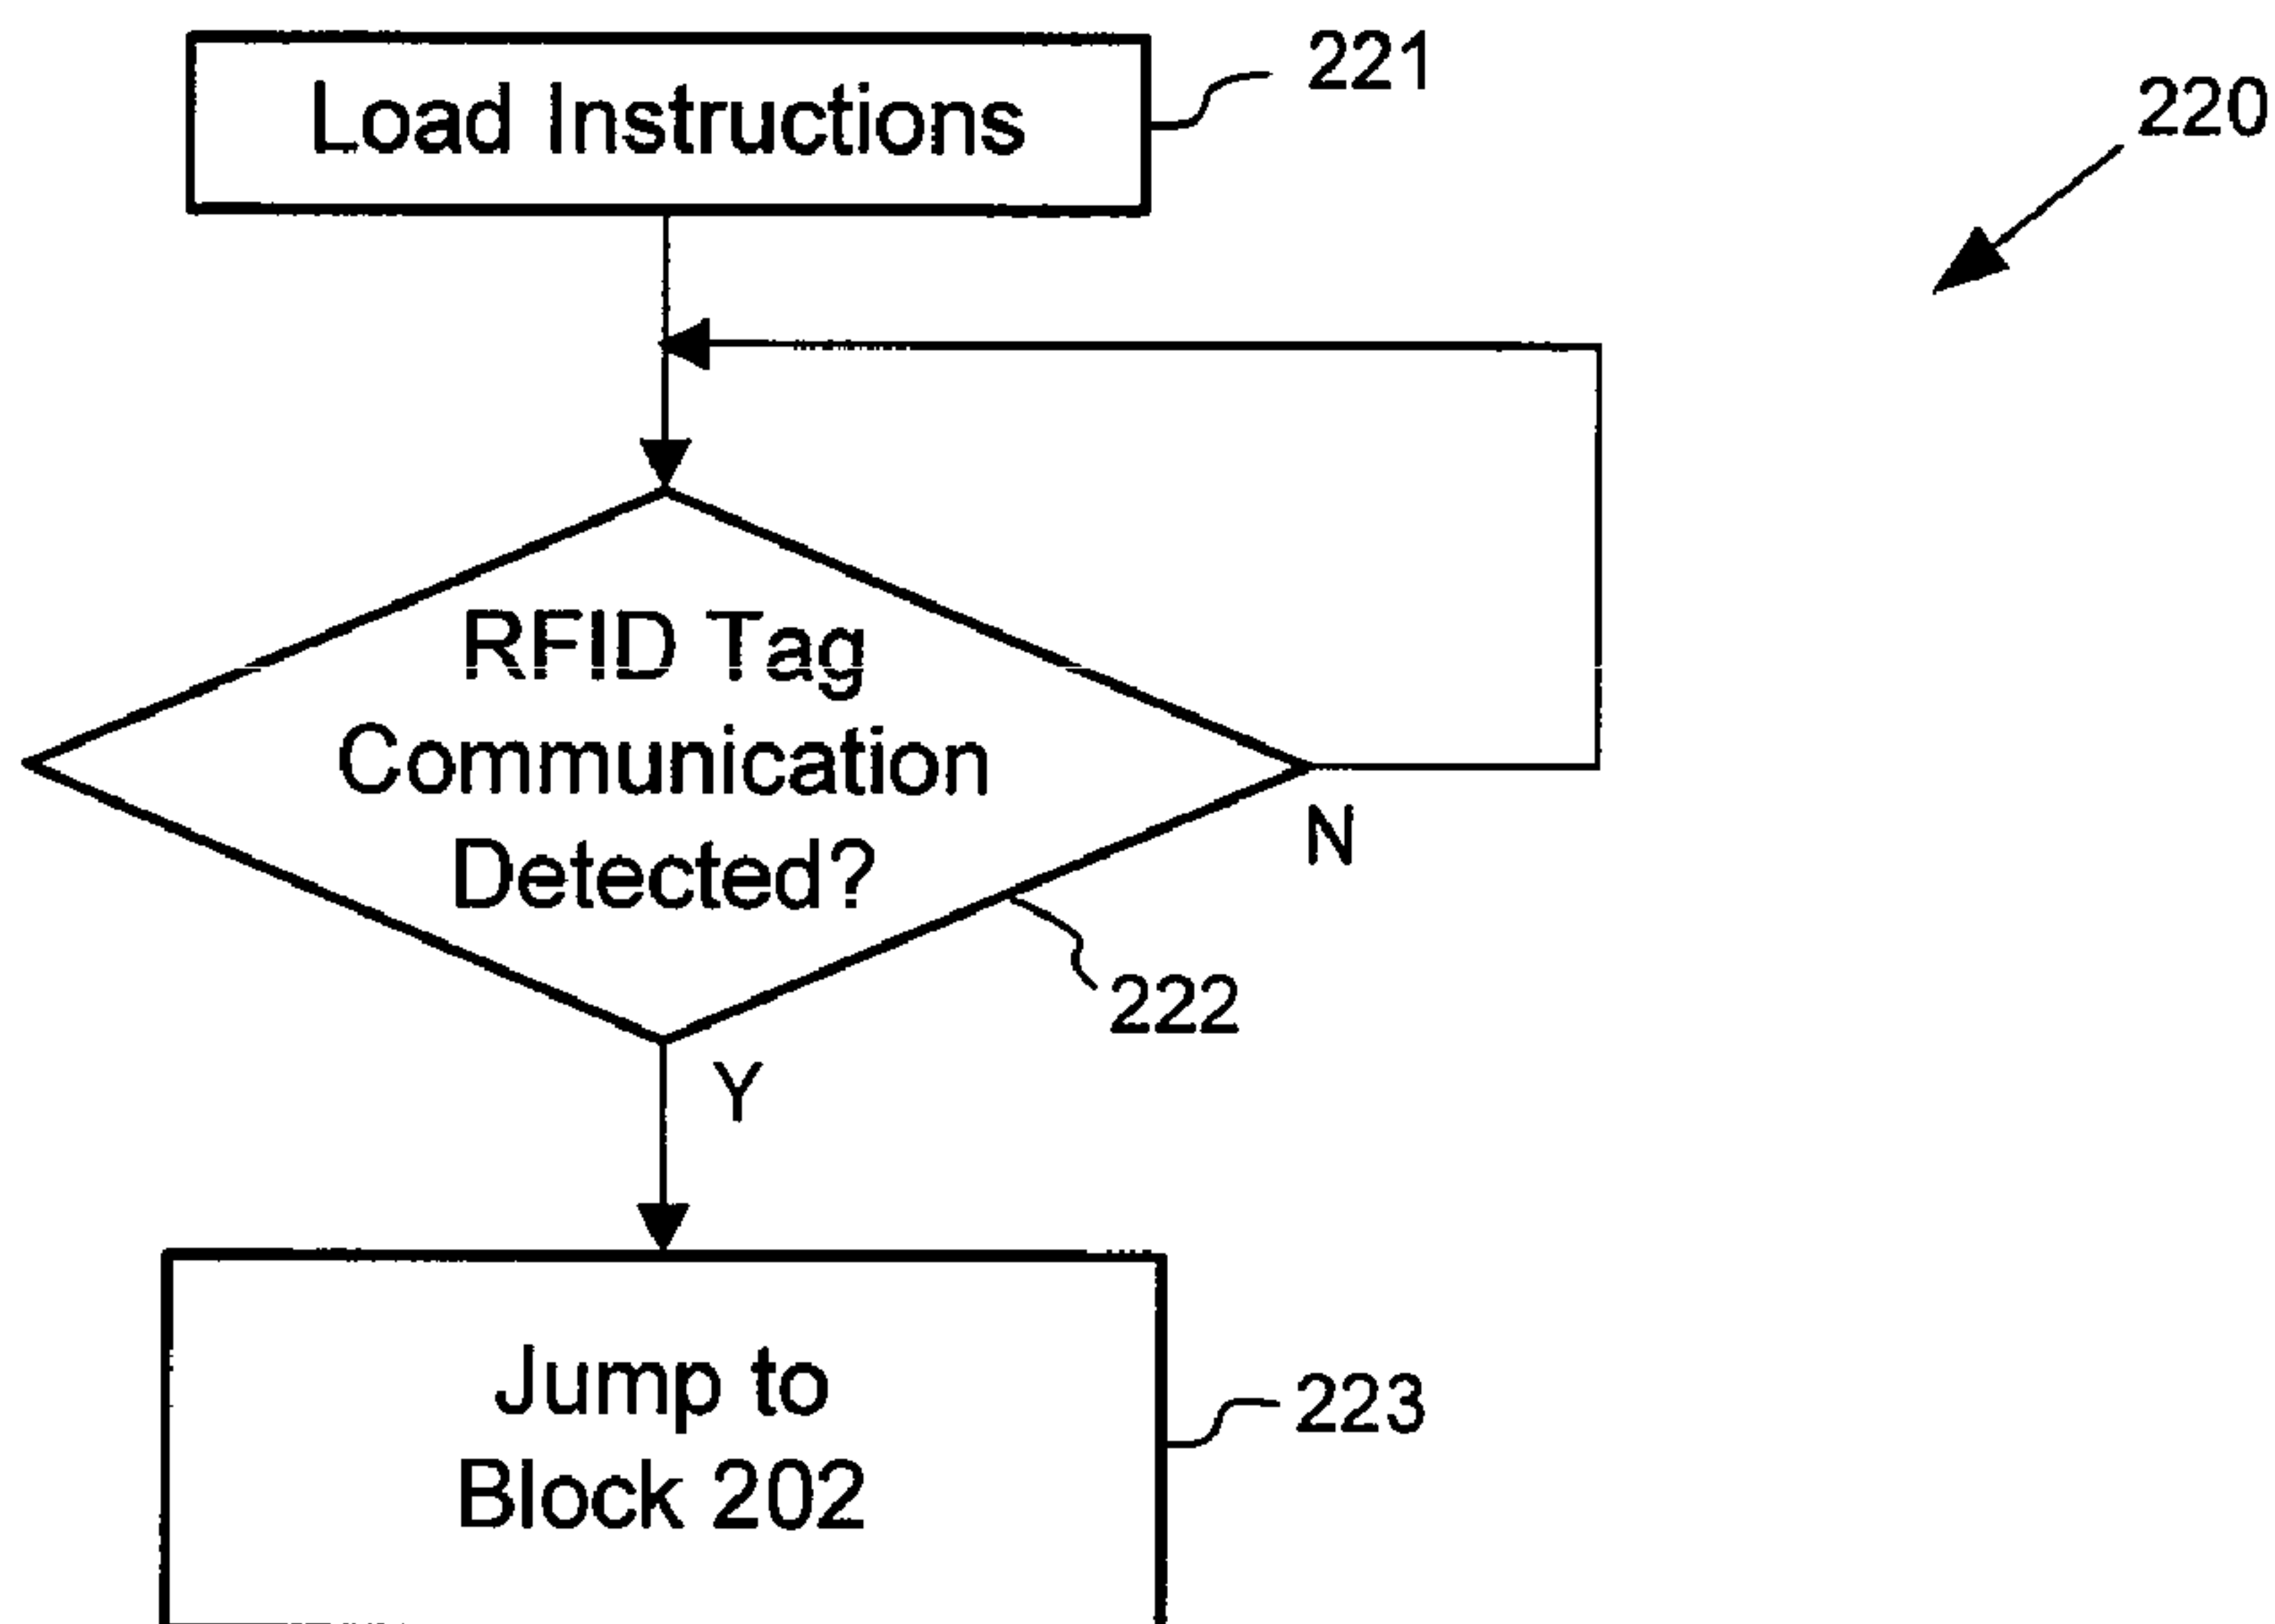 Load Instructions
221
220
RFID Tag
Communication
Detected?
N
222
Y
Jump to
Block 202
223